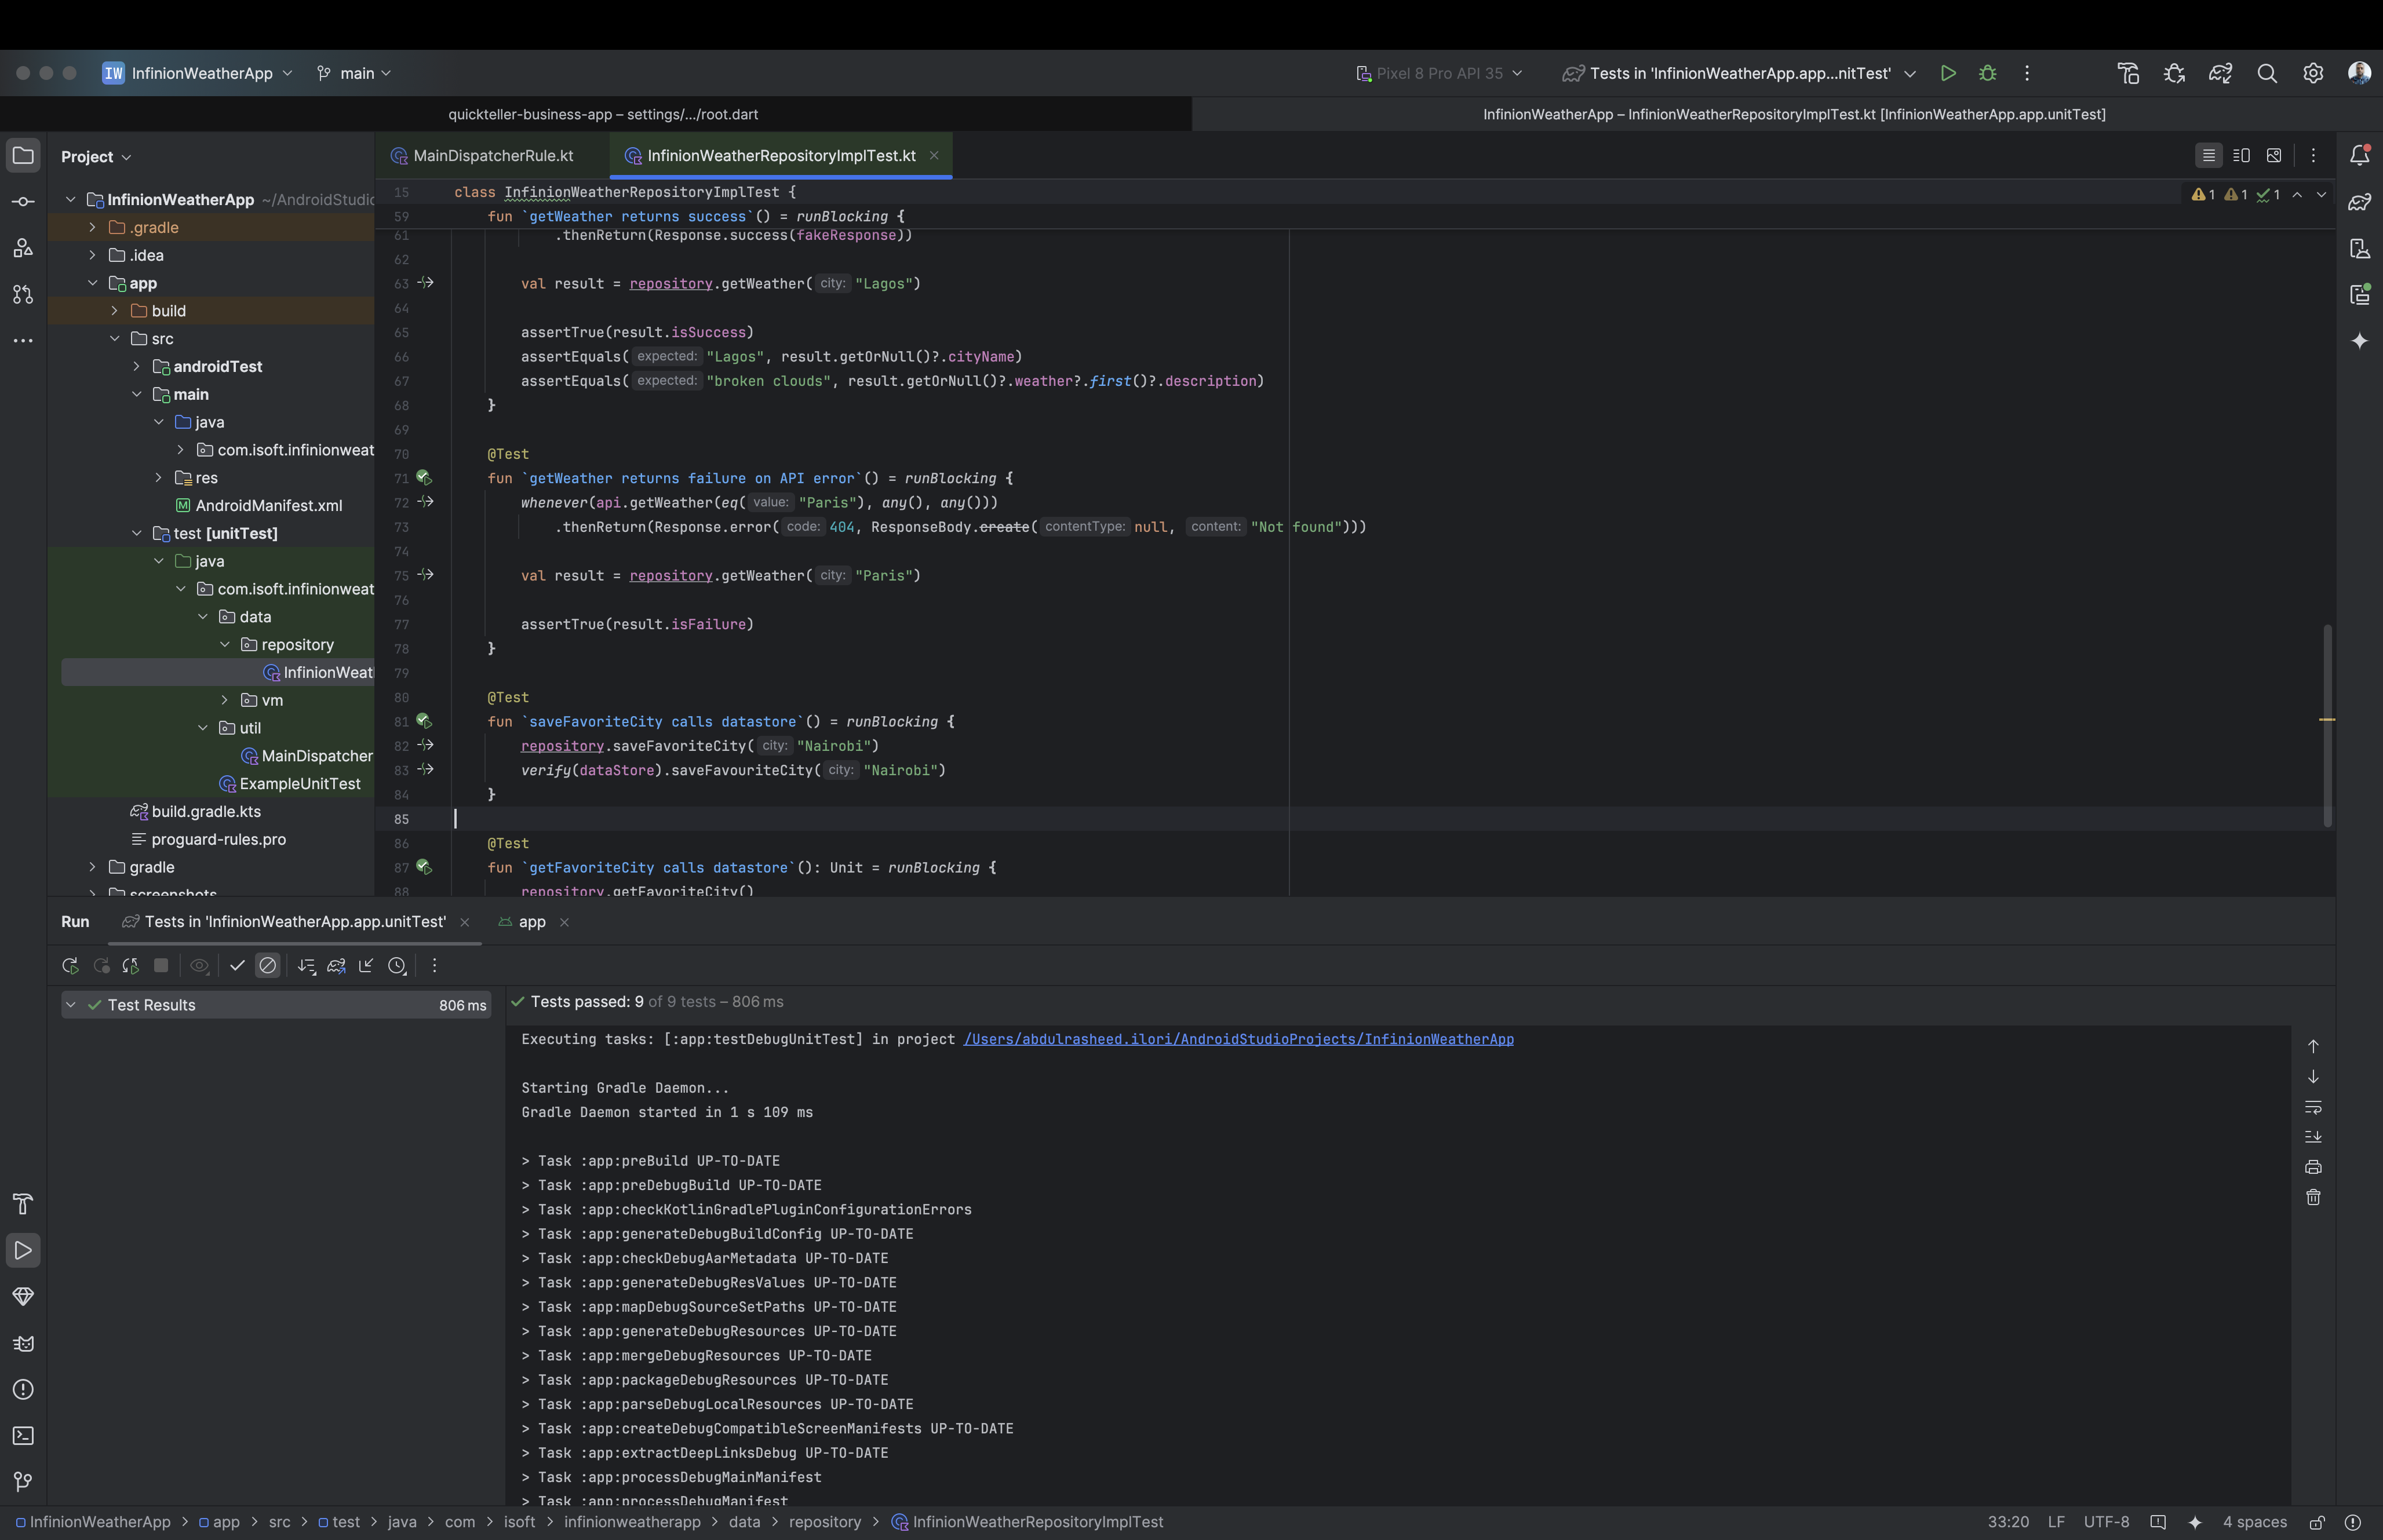 IW InfinionWeatherApp main Pixel 8 Pro API 35 Tests in 'InfinionWeatherApp.app...nitTest'
quickteller-business-app – settings/.../root.dart InfinionWeatherApp – InfinionWeatherRepositoryImplTest.kt [InfinionWeatherApp.app.unitTest]
Project
InfinionWeatherApp ~/AndroidStudio
.gradle
.idea
app
build
src
androidTest
main
java
com.isoft.infinionweat
res
AndroidManifest.xml
test [unitTest]
java
com.isoft.infinionweat
data
repository
InfinionWeat
vm
util
MainDispatcher
ExampleUnitTest
build.gradle.kts
proguard-rules.pro
gradle
screenshots
MainDispatcherRule.kt InfinionWeatherRepositoryImplTest.kt
1 1 1
15 class InfinionWeatherRepositoryImplTest {
59 fun `getWeather returns success`() = runBlocking {
61 .thenReturn(Response.success(fakeResponse))
62
63 val result = repository.getWeather( city: "Lagos")
64
65 assertTrue(result.isSuccess)
66 assertEquals( expected: "Lagos", result.getOrNull()?.cityName)
67 assertEquals( expected: "broken clouds", result.getOrNull()?.weather?.first()?.description)
68 }
69
70 @Test
71 fun `getWeather returns failure on API error`() = runBlocking {
72 whenever(api.getWeather(eq( value: "Paris"), any(), any()))
73 .thenReturn(Response.error( code: 404, ResponseBody.create( contentType: null, content: "Not found")))
74
75 val result = repository.getWeather( city: "Paris")
76
77 assertTrue(result.isFailure)
78 }
79
80 @Test
81 fun `saveFavoriteCity calls datastore`() = runBlocking {
82 repository.saveFavoriteCity( city: "Nairobi")
83 verify(dataStore).saveFavouriteCity( city: "Nairobi")
84 }
85
86 @Test
87 fun `getFavoriteCity calls datastore`(): Unit = runBlocking {
88 repository.getFavoriteCity()
Run Tests in 'InfinionWeatherApp.app.unitTest' app
Test Results 806 ms
Tests passed: 9 of 9 tests – 806 ms
Executing tasks: [:app:testDebugUnitTest] in project /Users/abdulrasheed.ilori/AndroidStudioProjects/InfinionWeatherApp
Starting Gradle Daemon...
Gradle Daemon started in 1 s 109 ms
> Task :app:preBuild UP-TO-DATE
> Task :app:preDebugBuild UP-TO-DATE
> Task :app:checkKotlinGradlePluginConfigurationErrors
> Task :app:generateDebugBuildConfig UP-TO-DATE
> Task :app:checkDebugAarMetadata UP-TO-DATE
> Task :app:generateDebugResValues UP-TO-DATE
> Task :app:mapDebugSourceSetPaths UP-TO-DATE
> Task :app:generateDebugResources UP-TO-DATE
> Task :app:mergeDebugResources UP-TO-DATE
> Task :app:packageDebugResources UP-TO-DATE
> Task :app:parseDebugLocalResources UP-TO-DATE
> Task :app:createDebugCompatibleScreenManifests UP-TO-DATE
> Task :app:extractDeepLinksDebug UP-TO-DATE
> Task :app:processDebugMainManifest
> Task :app:processDebugManifest
InfinionWeatherApp > app > src > test > java > com > isoft > infinionweatherapp > data > repository > InfinionWeatherRepositoryImplTest 33:20 LF UTF-8 4 spaces